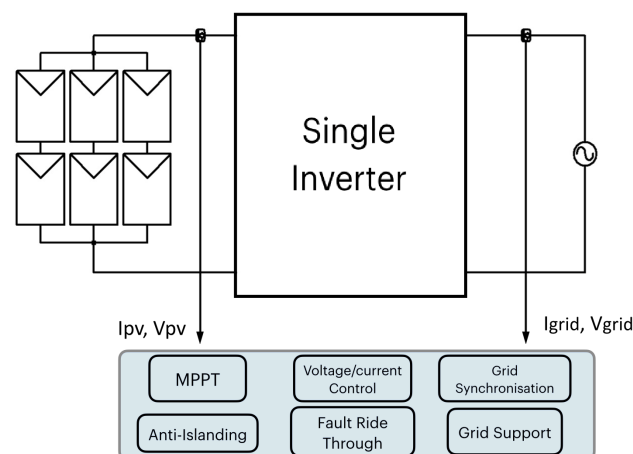 Single
Inverter
Ipv, Vpv
Igrid, Vgrid
MPPT
Voltage/current
Control
Grid
Synchronisation
Anti-Islanding
Fault Ride
Through
Grid Support